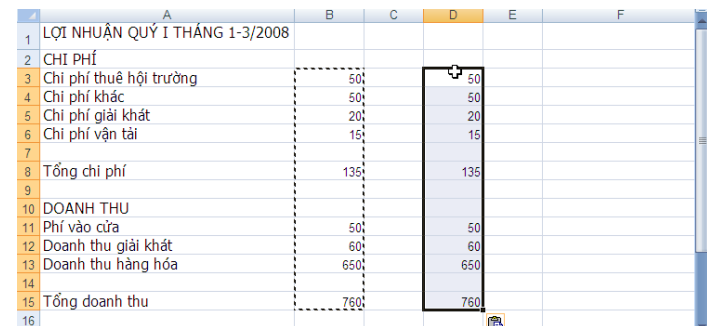 A B C D E F
1 LỢI NHUẬN QUÝ I THÁNG 1-3/2008
2 CHI PHÍ
3 Chi phí thuê hội trường 50 50
4 Chi phí khác 50 50
5 Chi phí giải khát 20 20
6 Chi phí vận tải 15 15
7
8 Tổng chi phí 135 135
9
10 DOANH THU
11 Phí vào cửa 50 50
12 Doanh thu giải khát 60 60
13 Doanh thu hàng hóa 650 650
14
15 Tổng doanh thu 760 760
16